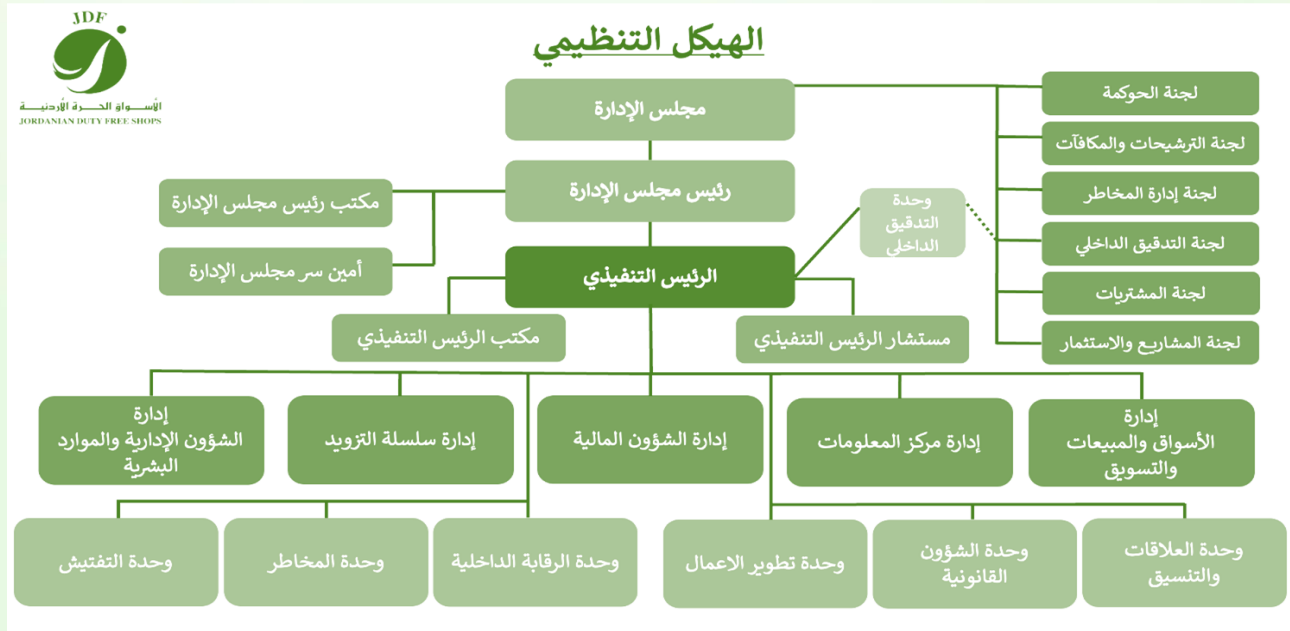 JDF
الأسواق الحرة الأردنية
JORDANIAN DUTY FREE SHOPS
الهيكل التنظيمي
مجلس الإدارة
رئيس مجلس الإدارة
الرئيس التنفيذي
لجنة الحوكمة
لجنة الترشيحات والمكافآت
لجنة إدارة المخاطر
لجنة التدقيق الداخلي
لجنة المشتريات
لجنة المشاريع والاستثمار
وحدة
التدقيق
الداخلي
مكتب رئيس مجلس الإدارة
أمين سر مجلس الإدارة
مستشار الرئيس التنفيذي
مكتب الرئيس التنفيذي
إدارة
الأسواق والمبيعات
والتسويق
إدارة مركز المعلومات
إدارة الشؤون المالية
إدارة سلسلة التزويد
إدارة
الشؤون الإدارية والموارد
البشرية
وحدة العلاقات
والتنسيق
وحدة الشؤون
القانونية
وحدة تطوير الاعمال
وحدة الرقابة الداخلية
وحدة المخاطر
وحدة التفتيش